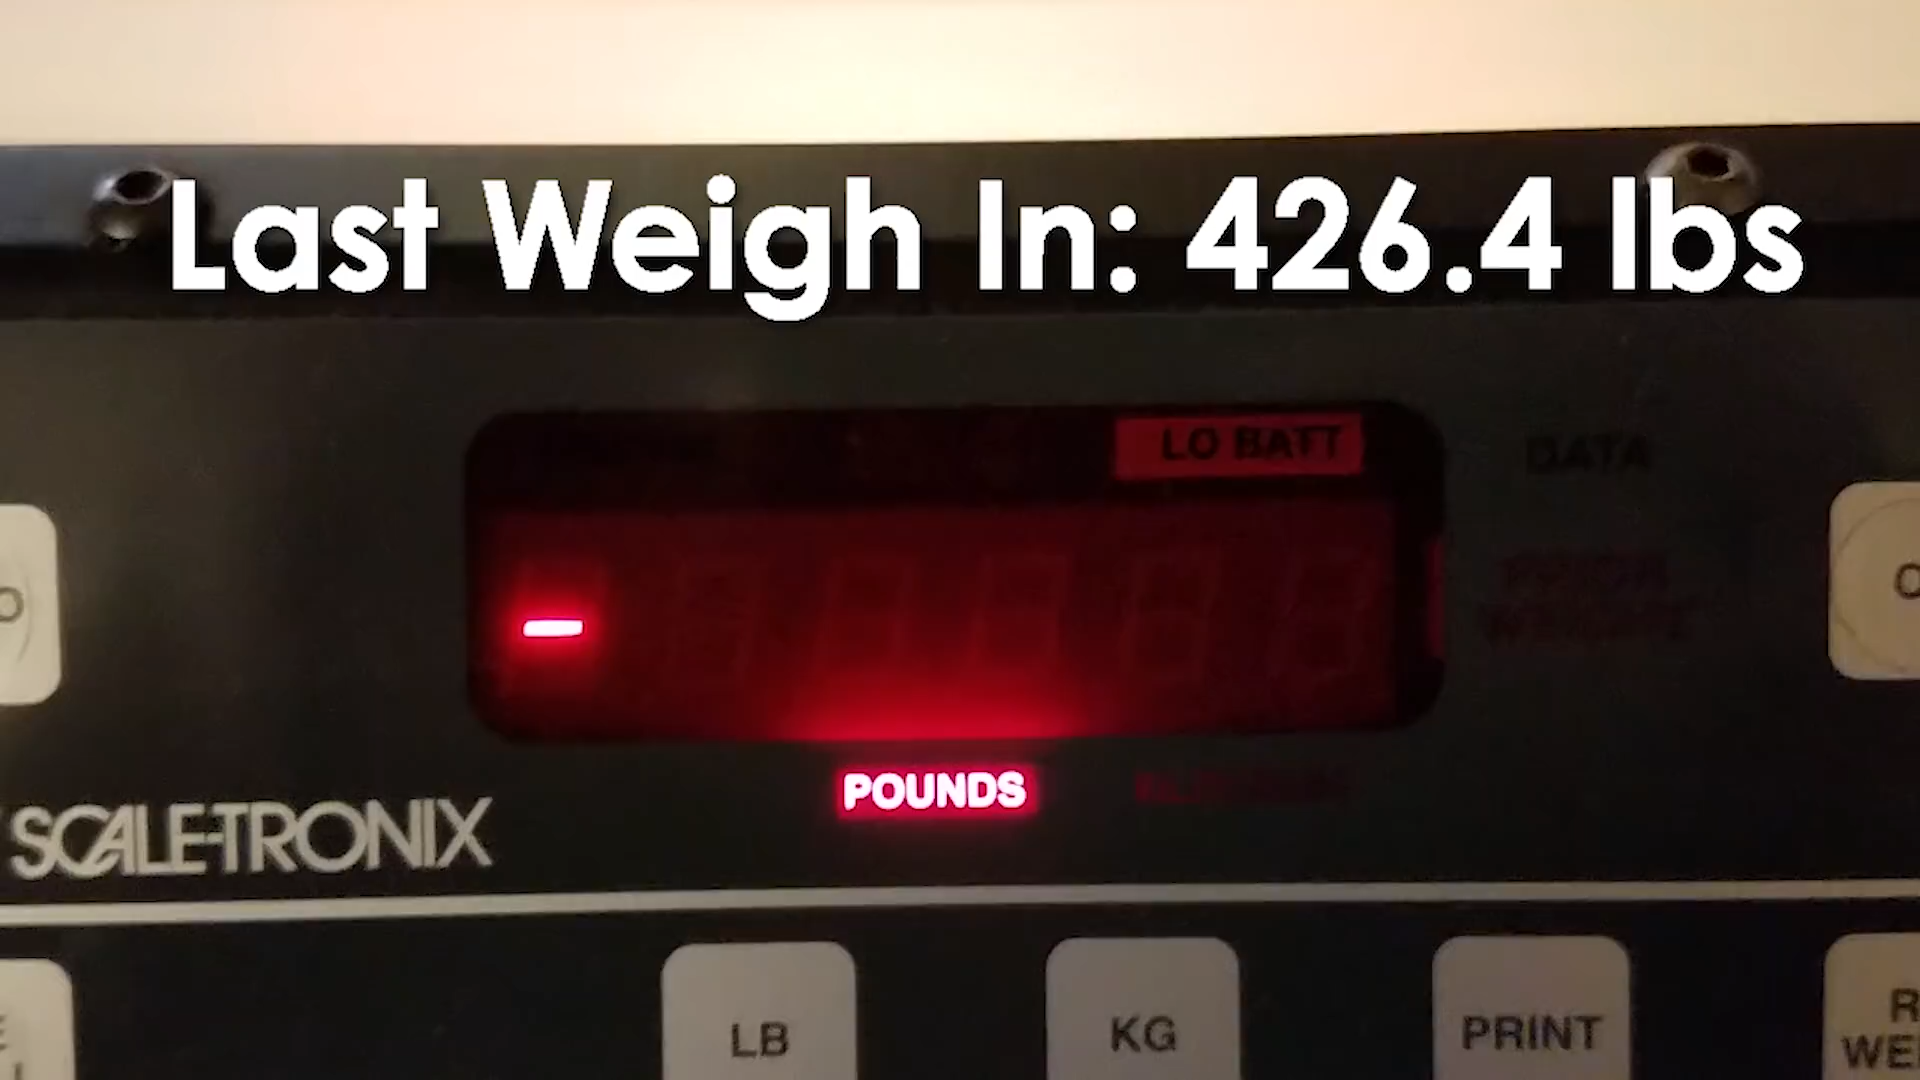 Last Weigh In: 426.4 lbs
LO BATT
DATA
-
POUNDS
SCALE-TRONIX
LB
KG
PRINT